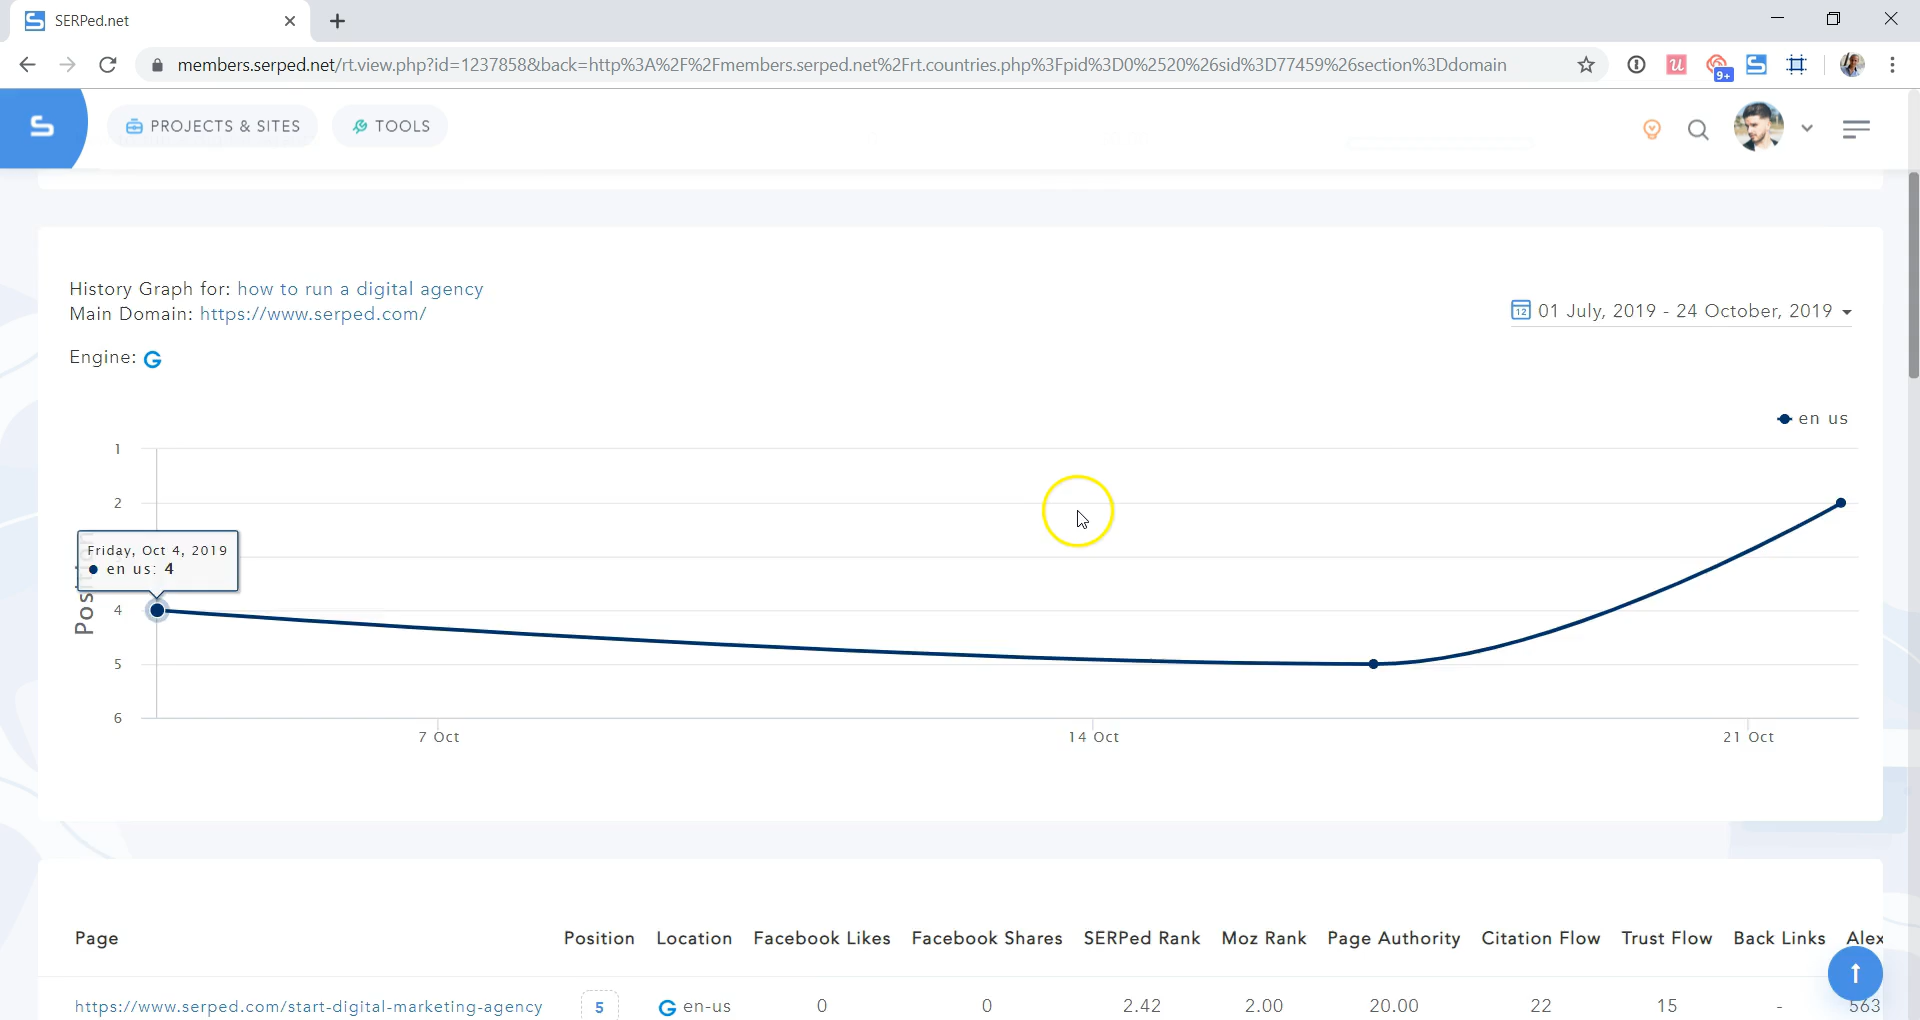 SERPed.net
members.serped.net/rt.view.php?id=1237858&back=http%3A%2F%2Fmembers.serped.net%2Frt.countries.php%3Fpid%3D0%2520%26sid%3D77459%26section%3Ddomain
9+
PROJECTS & SITES
TOOLS
History Graph for: how to run a digital agency
Main Domain: https://www.serped.com/
12 01 July, 2019 - 24 October, 2019
Engine: G
en us
1
2
Friday, Oct 4, 2019
en us: 4
4
5
6
7 Oct
14 Oct
21 Oct
Page Position Location Facebook Likes Facebook Shares SERPed Rank Moz Rank Page Authority Citation Flow Trust Flow Back Links Alex
https://www.serped.com/start-digital-marketing-agency 5 G en-us 0 0 2.42 2.00 20.00 22 15 - 563